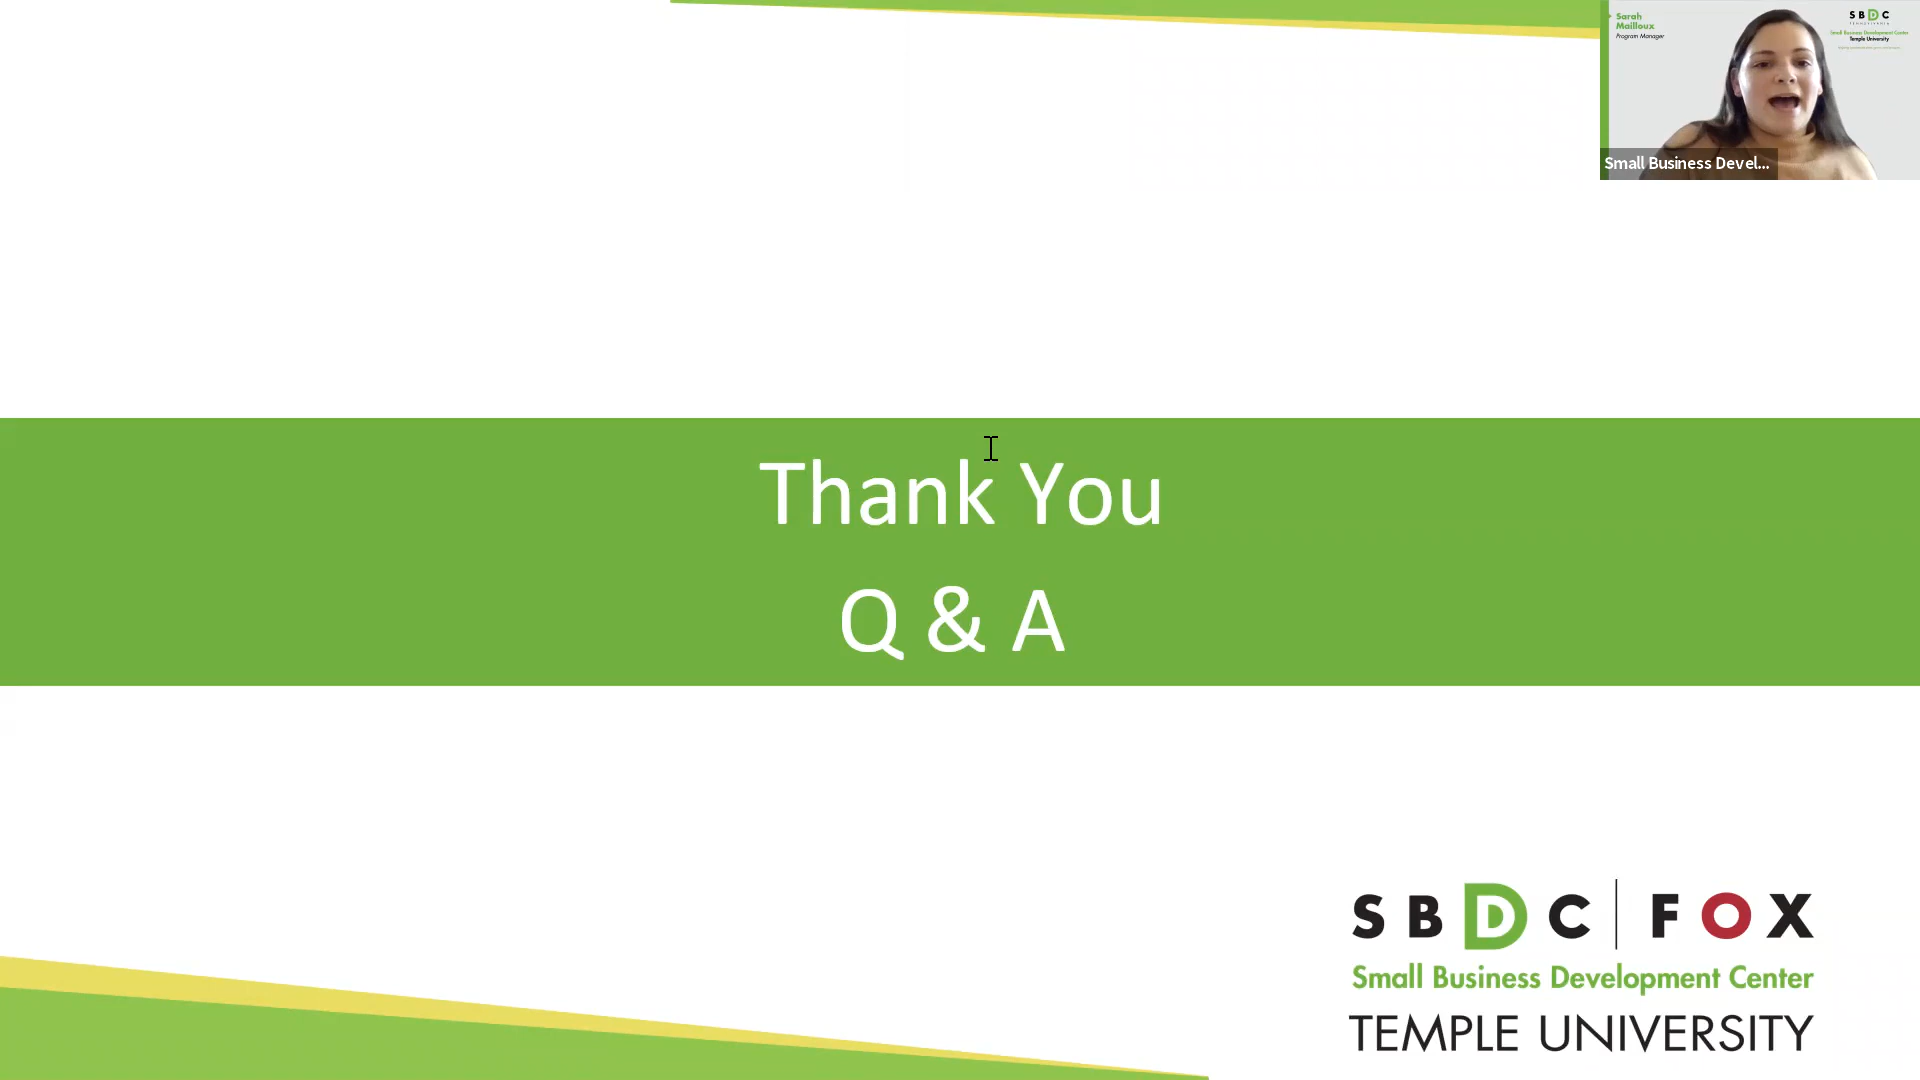 Sarah
Mailloux
Program Manager
SBDC
Small Business Development Center
Temple University
Small Business Devel...
Thank You
Q & A
SBDC | FOX
Small Business Development Center
TEMPLE UNIVERSITY